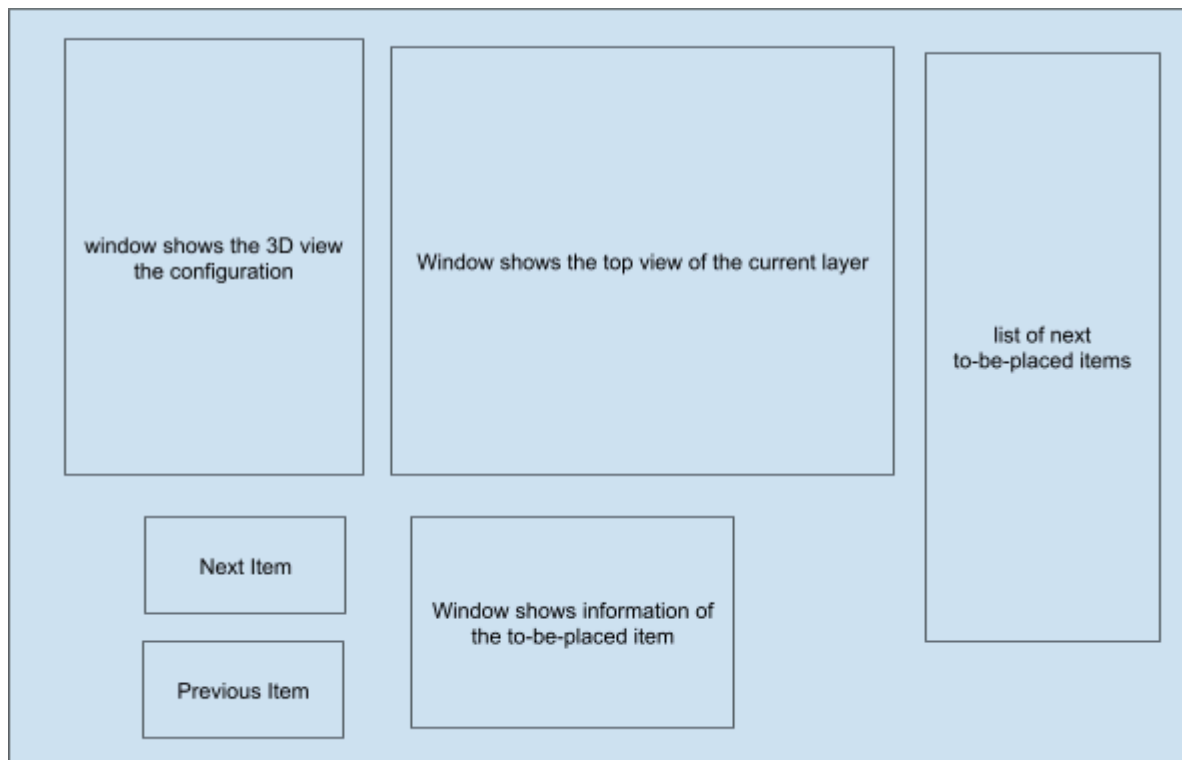 window shows the 3D view
the configuration
Window shows the top view of the current layer
list of next
to-be-placed items
Next Item
Window shows information of
the to-be-placed item
Previous Item